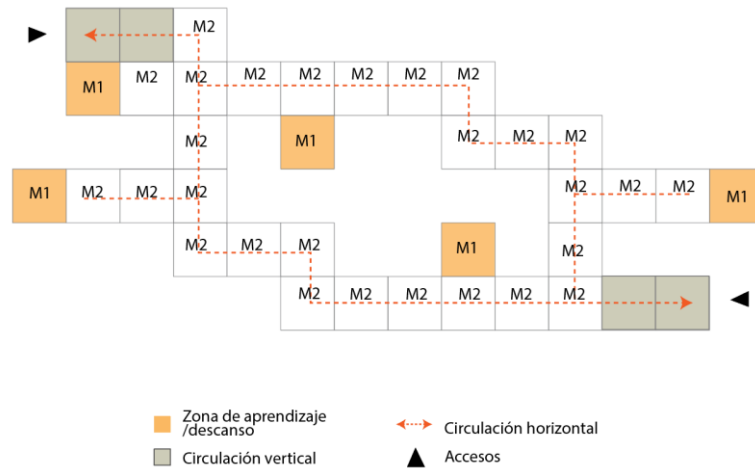 M2
M1 M2 M2 M2 M2 M2 M2 M2
M2 M1 M2 M2 M2
M1 M2 M2 M2 M2 M2 M2 M1
M2 M2 M2 M1 M2
M2 M2 M2 M2 M2 M2
Zona de aprendizaje
/descanso
Circulación horizontal
Circulación vertical
Accesos